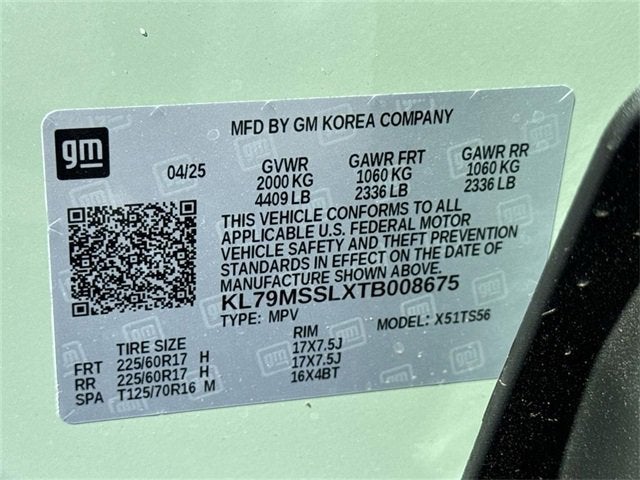 MFD BY GM KOREA COMPANY
gm
04/25 GVWR GAWR FRT GAWR RR
2000 KG 1060 KG 1060 KG
4409 LB 2336 LB 2336 LB
THIS VEHICLE CONFORMS TO ALL
APPLICABLE U.S. FEDERAL MOTOR
VEHICLE SAFETY AND THEFT PREVENTION
STANDARDS IN EFFECT ON THE DATE OF
MANUFACTURE SHOWN ABOVE.
KL79MSSLXTB008675
TYPE: MPV MODEL: X51TS56
TIRE SIZE RIM
FRT 225/60R17 H 17X7.5J
RR 225/60R17 H 17X7.5J
SPA T125/70R16 M 16X4BT